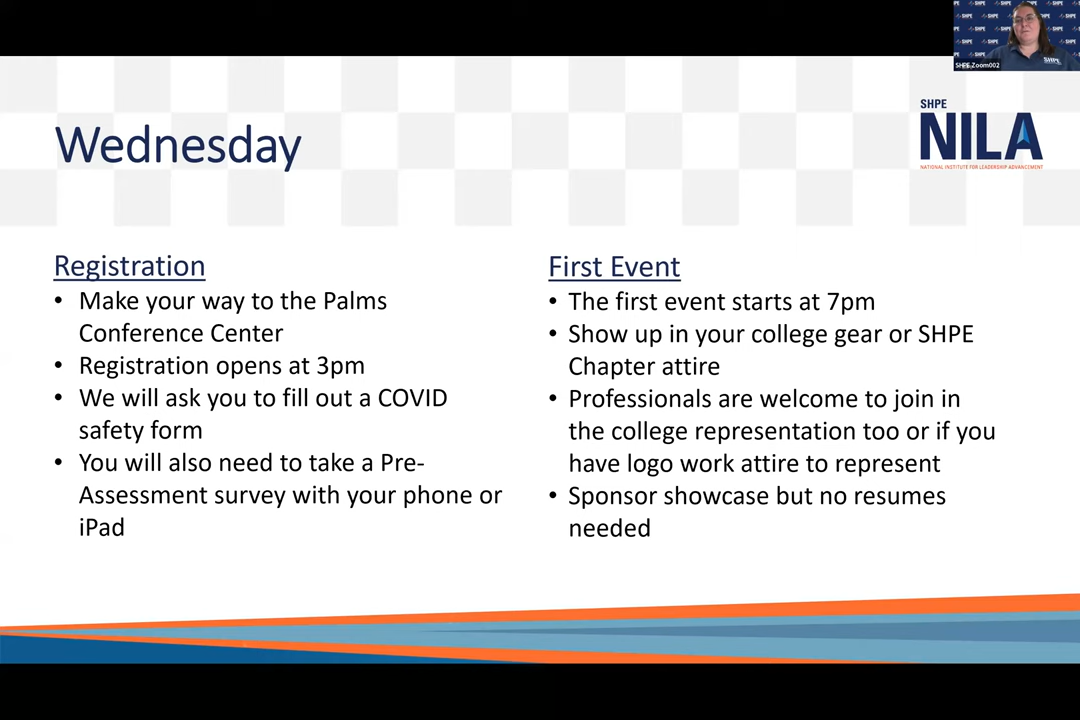 SHPE Zoom002
SHPE
SHPE
NILA
NATIONAL INSTITUTE FOR LEADERSHIP ADVANCEMENT
Wednesday
Registration
• Make your way to the Palms
Conference Center
• Registration opens at 3pm
• We will ask you to fill out a COVID
safety form
• You will also need to take a Pre-
Assessment survey with your phone or
iPad
First Event
• The first event starts at 7pm
• Show up in your college gear or SHPE
Chapter attire
• Professionals are welcome to join in
the college representation too or if you
have logo work attire to represent
• Sponsor showcase but no resumes
needed